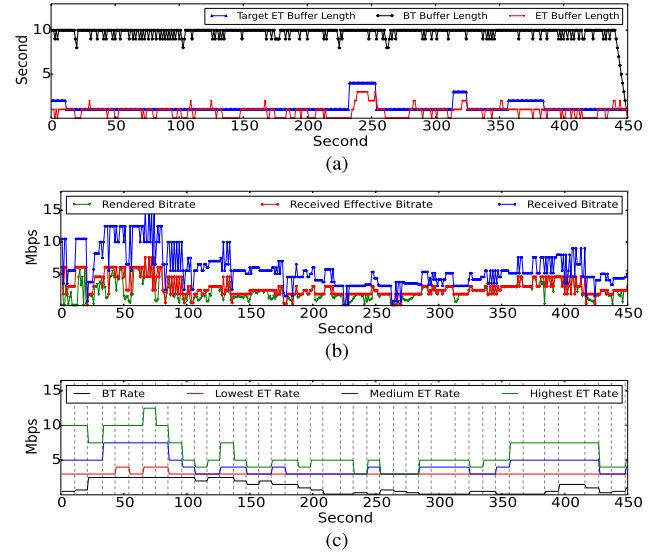 Target ET Buffer Length BT Buffer Length ET Buffer Length
Second
10
5
0 50 100 150 200 250 300 350 400 450
Second
(a)
Rendered Bitrate Received Effective Bitrate Received Bitrate
Mbps
15
10
5
0 50 100 150 200 250 300 350 400 450
Second
(b)
BT Rate Lowest ET Rate Medium ET Rate Highest ET Rate
Mbps
15
10
5
0 50 100 150 200 250 300 350 400 450
Second
(c)